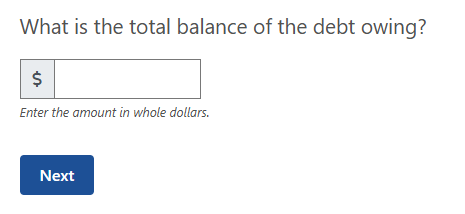 What is the total balance of the debt owing?
$
Enter the amount in whole dollars.
Next